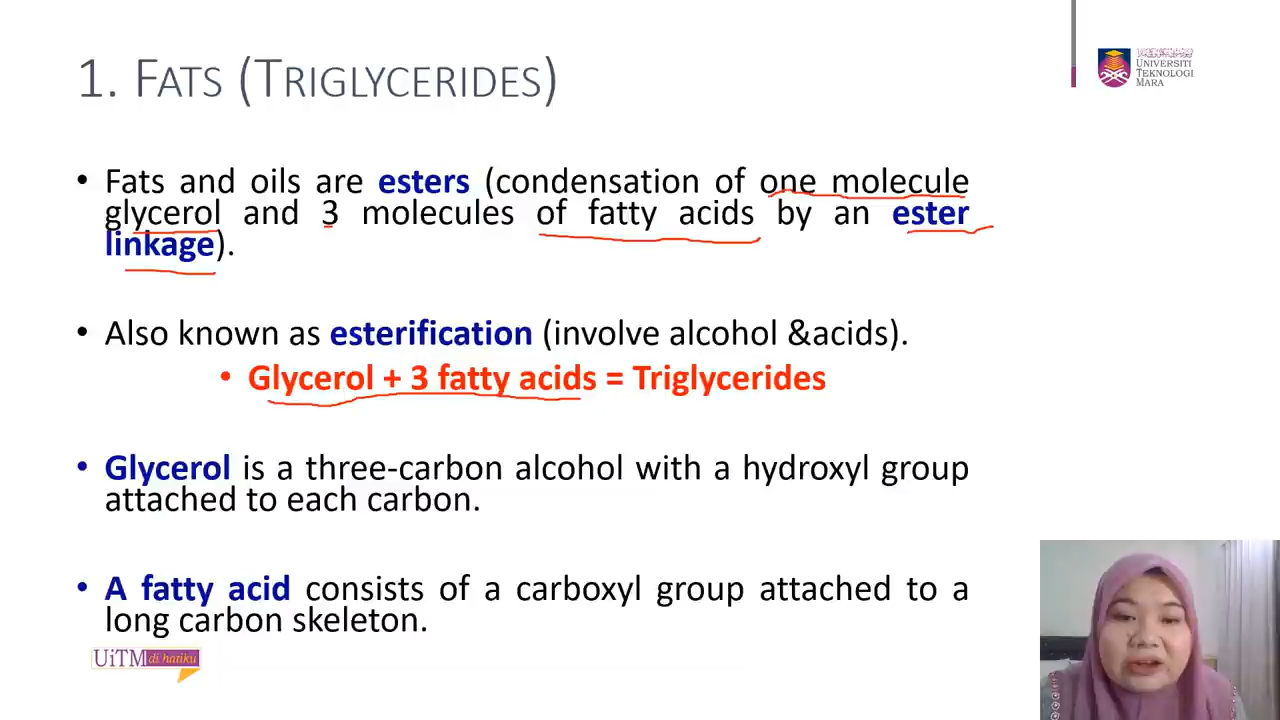 1. FATS (TRIGLYCERIDES)
UNIVERSITI
TEKNOLOGI
MARA
• Fats and oils are esters (condensation of one molecule
glycerol and 3 molecules of fatty acids by an ester
linkage).
• Also known as esterification (involve alcohol &acids).
• Glycerol + 3 fatty acids = Triglycerides
• Glycerol is a three-carbon alcohol with a hydroxyl group
attached to each carbon.
• A fatty acid consists of a carboxyl group attached to a
long carbon skeleton.
UiTM di hatiku